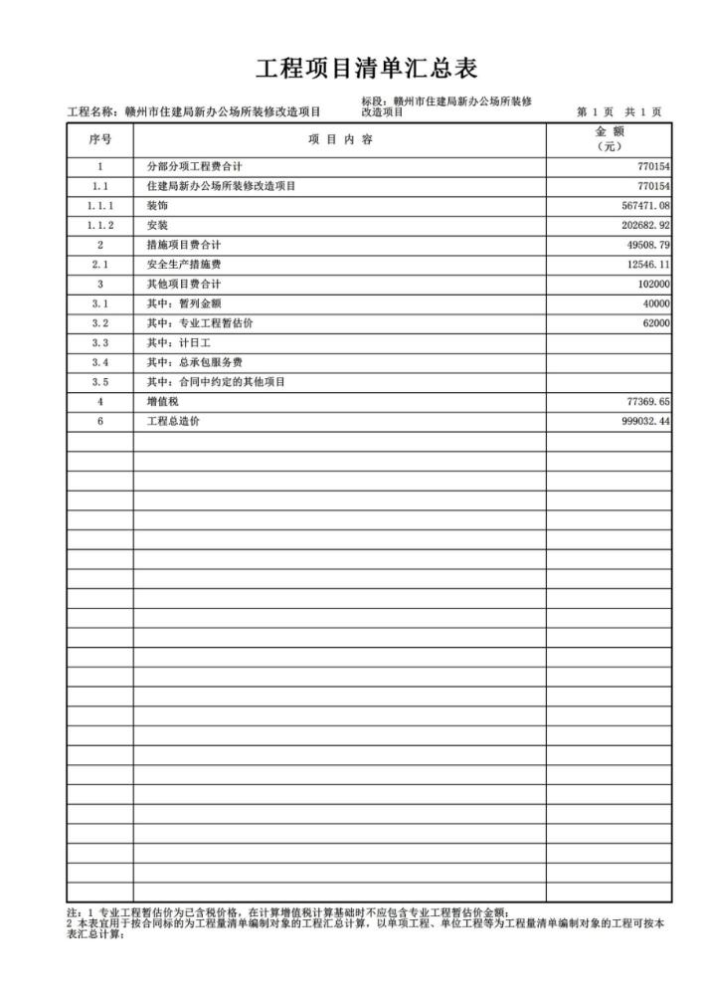 工程项目清单汇总表
工程名称：赣州市住建局新办公场所装修改造项目 标段：赣州市住建局新办公场所装修改造项目 第 1 页 共 1 页
序号 项目内容 金额（元）
1 分部分项工程费合计 770154
1.1 住建局新办公场所装修改造项目 770154
1.1.1 装饰 567471.08
1.1.2 安装 202682.92
2 措施项目费合计 49508.79
2.1 安全生产措施费 12546.11
3 其他项目费合计 102000
3.1 其中：暂列金额 40000
3.2 其中：专业工程暂估价 62000
3.3 其中：计日工
3.4 其中：总承包服务费
3.5 其中：合同中约定的其他项目
4 增值税 77369.65
6 工程总造价 999032.44
注：1 专业工程暂估价为已含税价格，在计算增值税计算基础时不应包含专业工程暂估价金额；
2 本表宜用于按合同标的为工程量清单编制对象的工程汇总计算，以单项工程、单位工程等为工程量清单编制对象的工程可按本
表汇总计算；